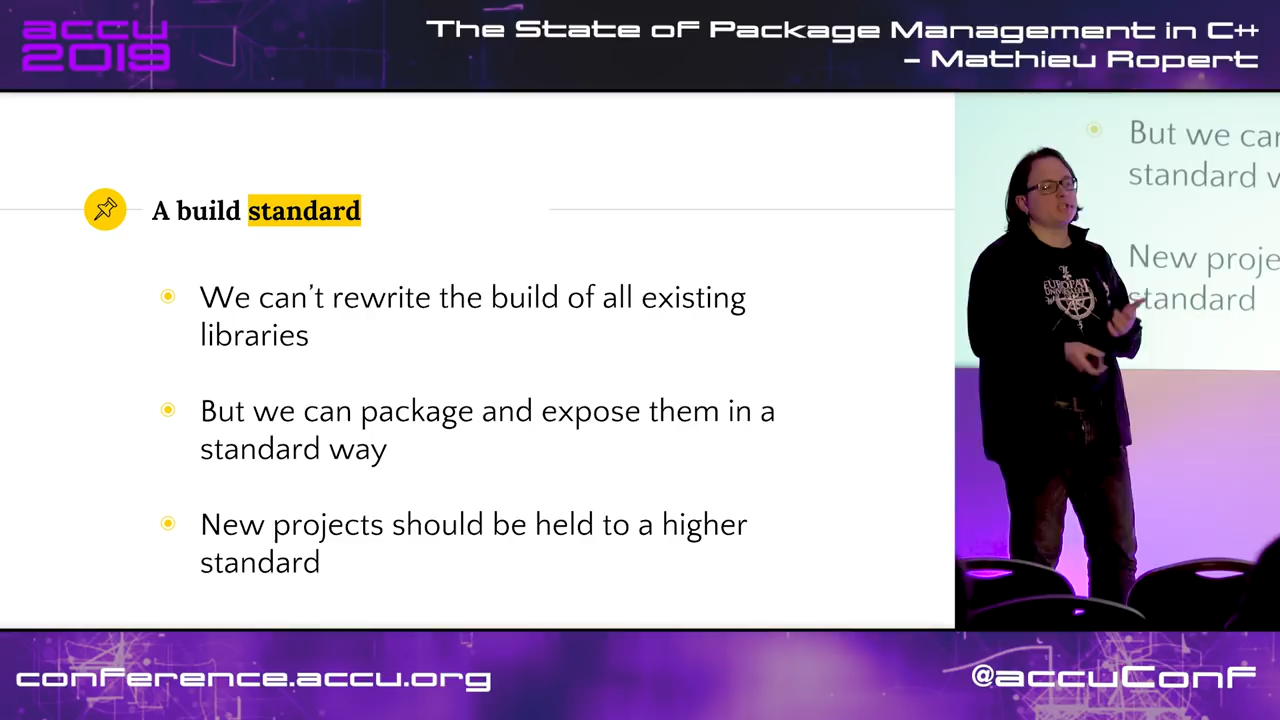 accu
2019
The State of Package Management in C++
– Mathieu Ropert
A build standard
We can't rewrite the build of all existing
libraries
But we can package and expose them in a
standard way
New projects should be held to a higher
standard
But we can
standard
New
standard
EUROPA
UNIVERSALIS
conference.accu.org
@accuConf